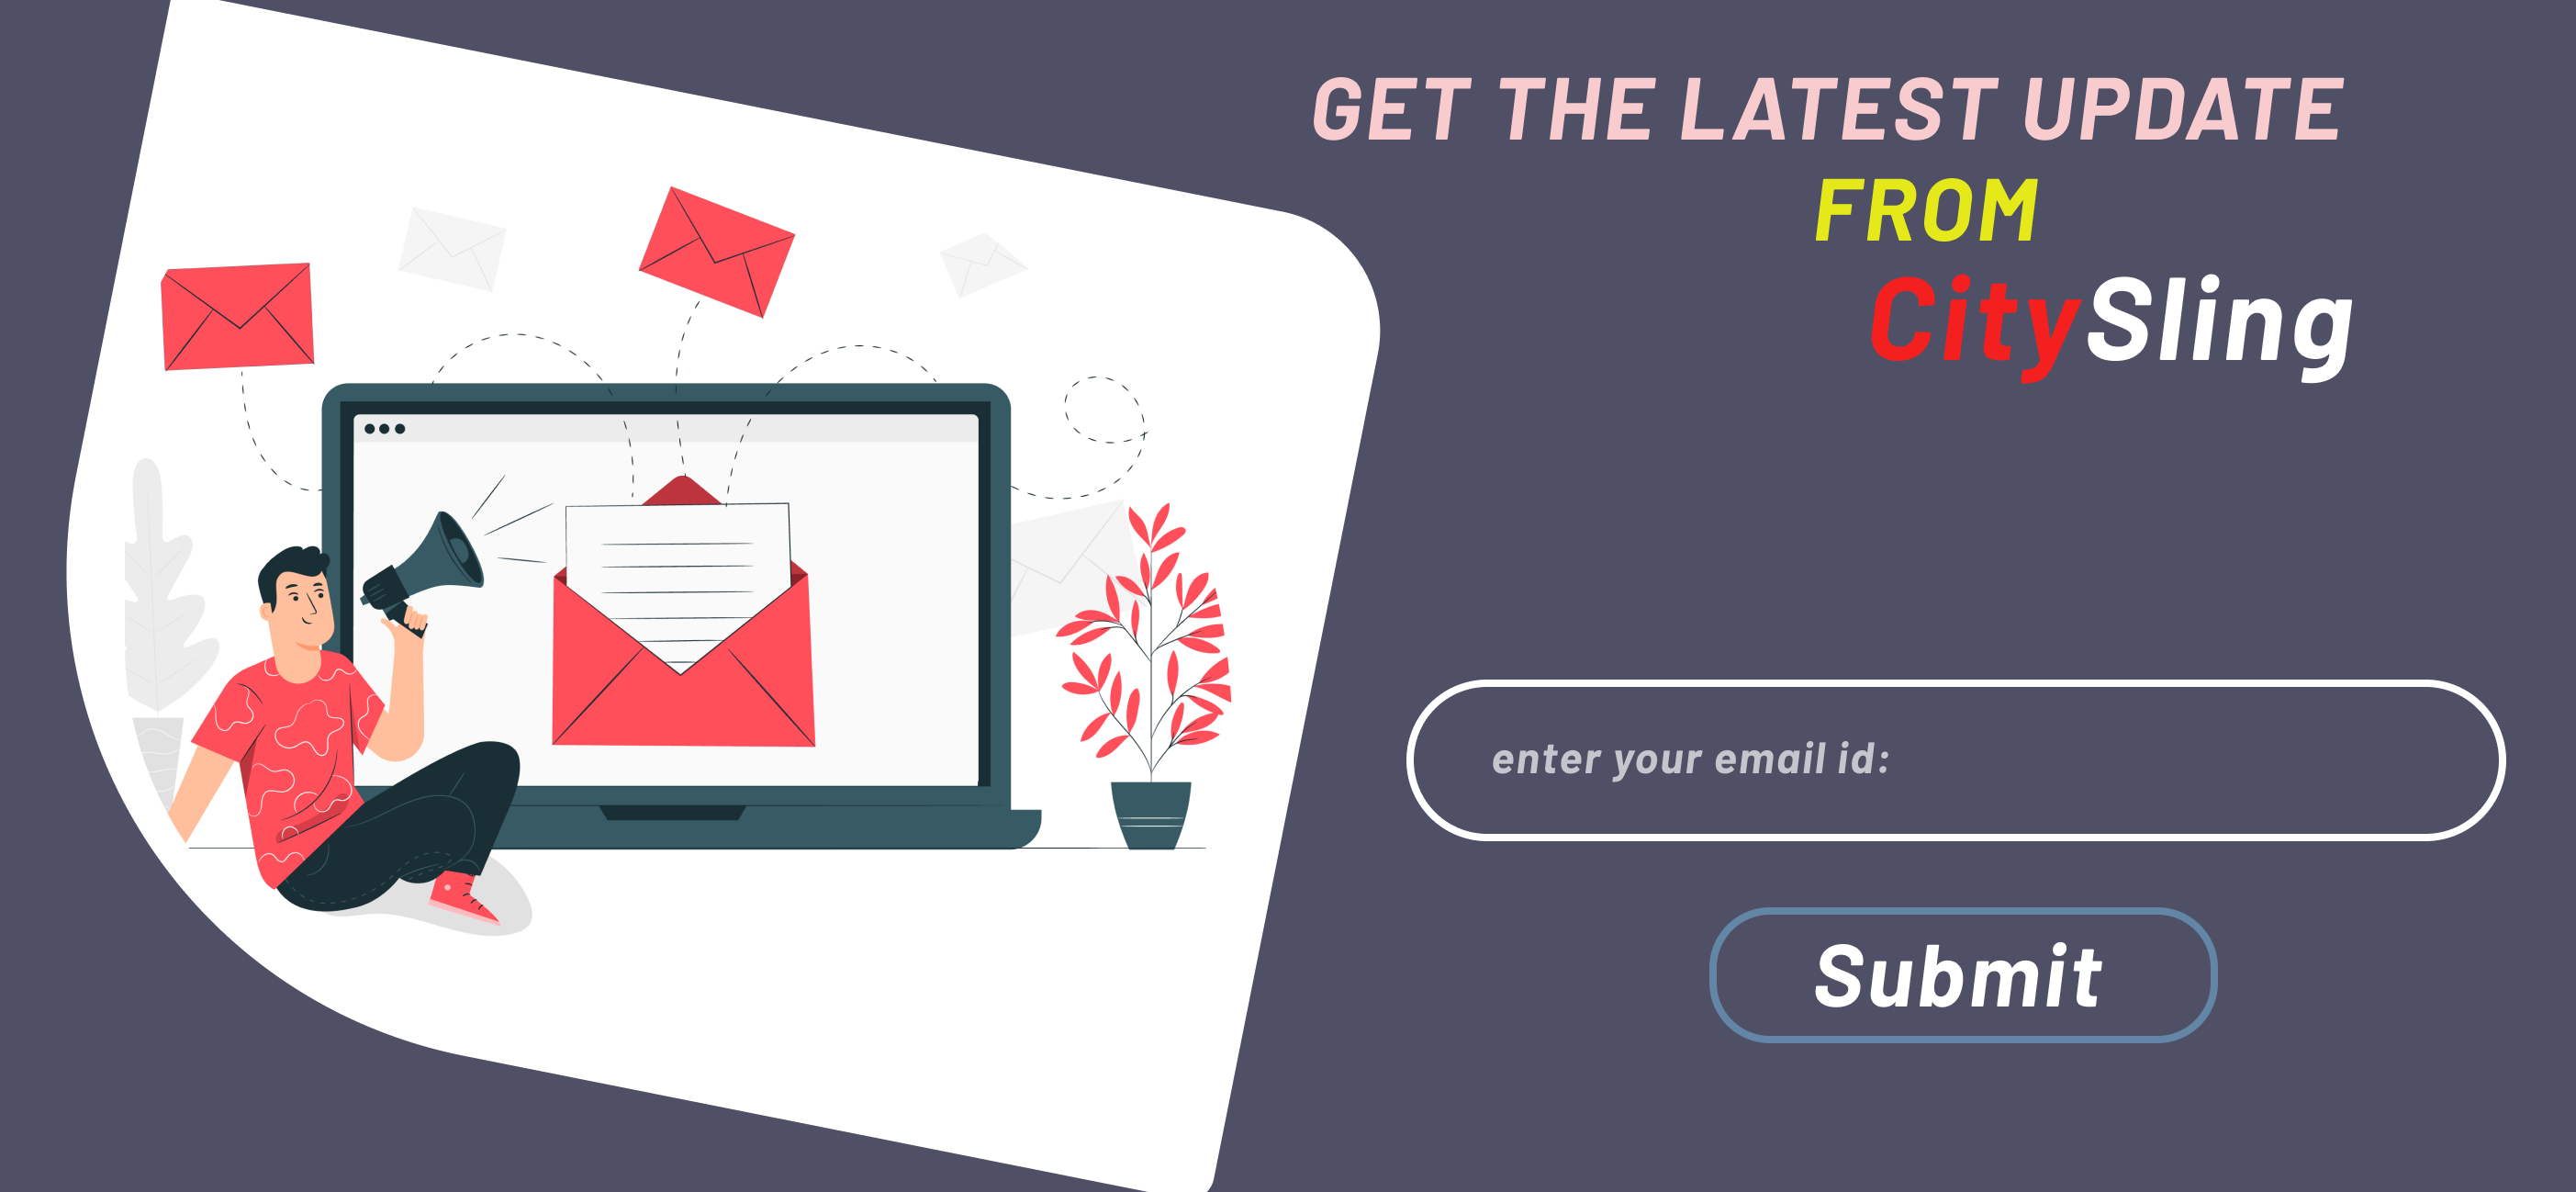 GET THE LATEST UPDATE
FROM
CitySling
enter your email id:
Submit